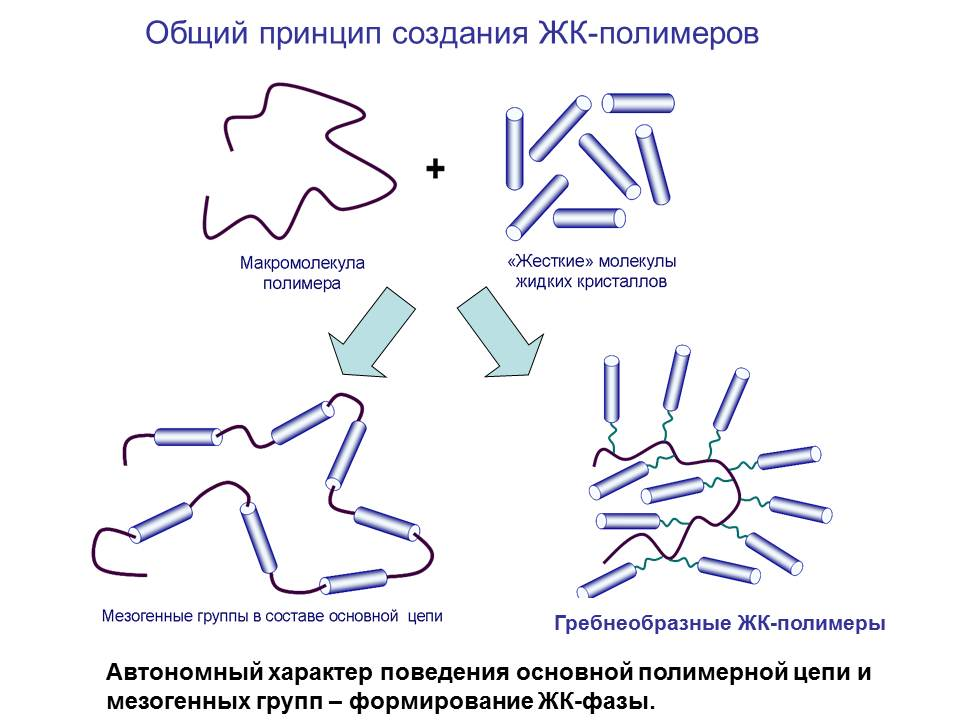 Общий принцип создания ЖК-полимеров
+
Макромолекула
полимера
«Жесткие» молекулы
жидких кристаллов
Мезогенные группы в составе основной цепи
Гребнеобразные ЖК-полимеры
Автономный характер поведения основной полимерной цепи и
мезогенных групп – формирование ЖК-фазы.